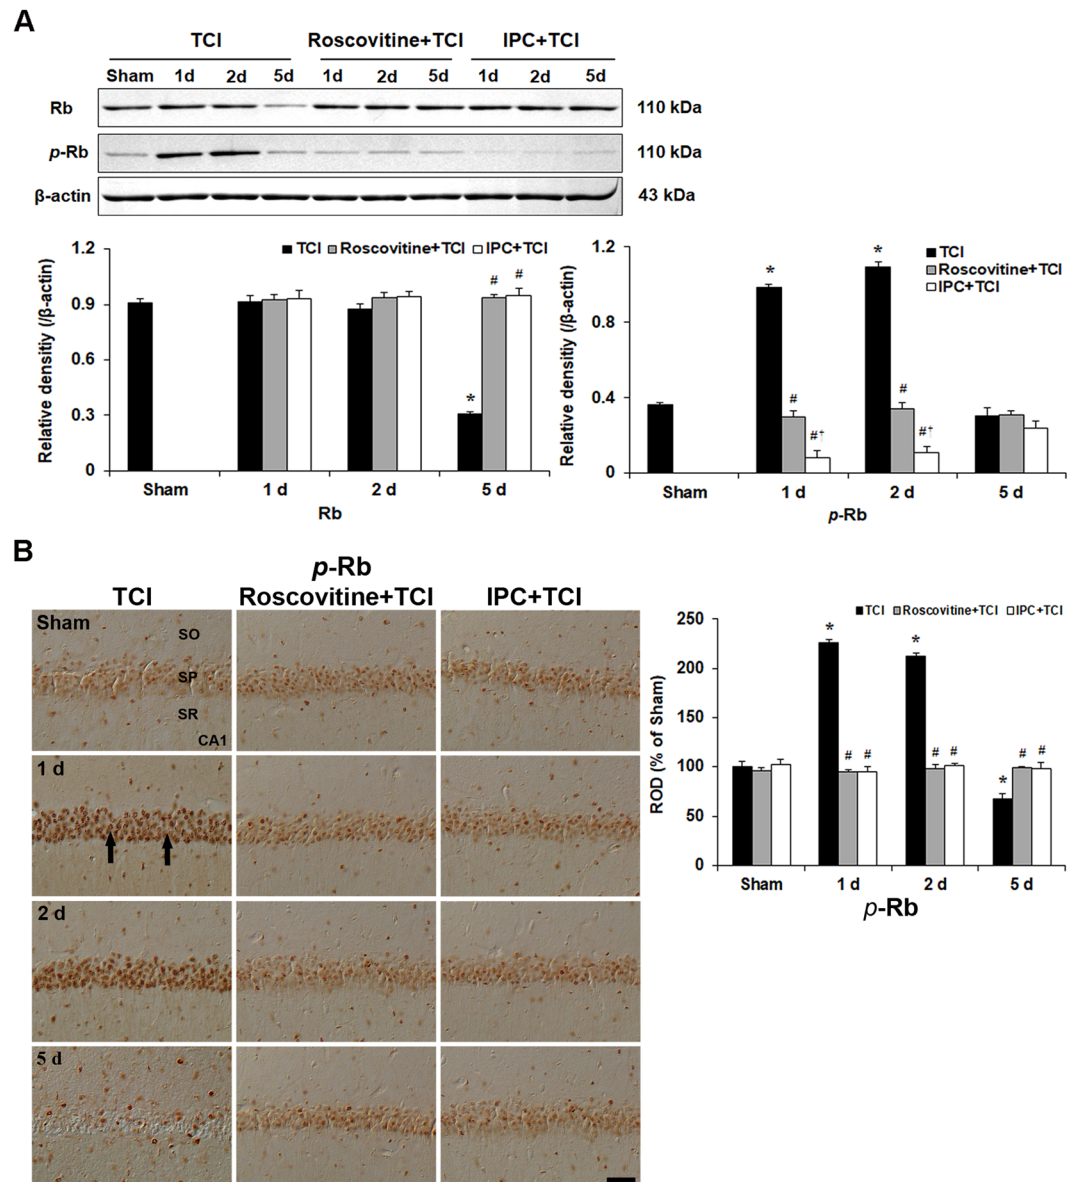 A
TCI Roscovitine+TCI IPC+TCI
Sham 1d 2d 5d 1d 2d 5d 1d 2d 5d
Rb 110 kDa
p-Rb 110 kDa
β-actin 43 kDa
TCI Roscovitine+TCI IPC+TCI
Relative densitiy (/β-actin)
1.2
0.9
0.6
0.3
0
*
# #
Sham 1 d 2 d 5 d
Rb
TCI
Roscovitine+TCI
IPC+TCI
Relative densitiy (/β-actin)
1.2
0.8
0.4
0
* # #†
* # #†
Sham 1 d 2 d 5 d
p-Rb
B
p-Rb
TCI Roscovitine+TCI IPC+TCI
Sham
SO
SP
SR
CA1
1 d
2 d
5 d
TCI Roscovitine+TCI IPC+TCI
ROD (% of Sham)
250
200
150
100
50
0
* # #
* # #
* # #
Sham 1 d 2 d 5 d
p-Rb